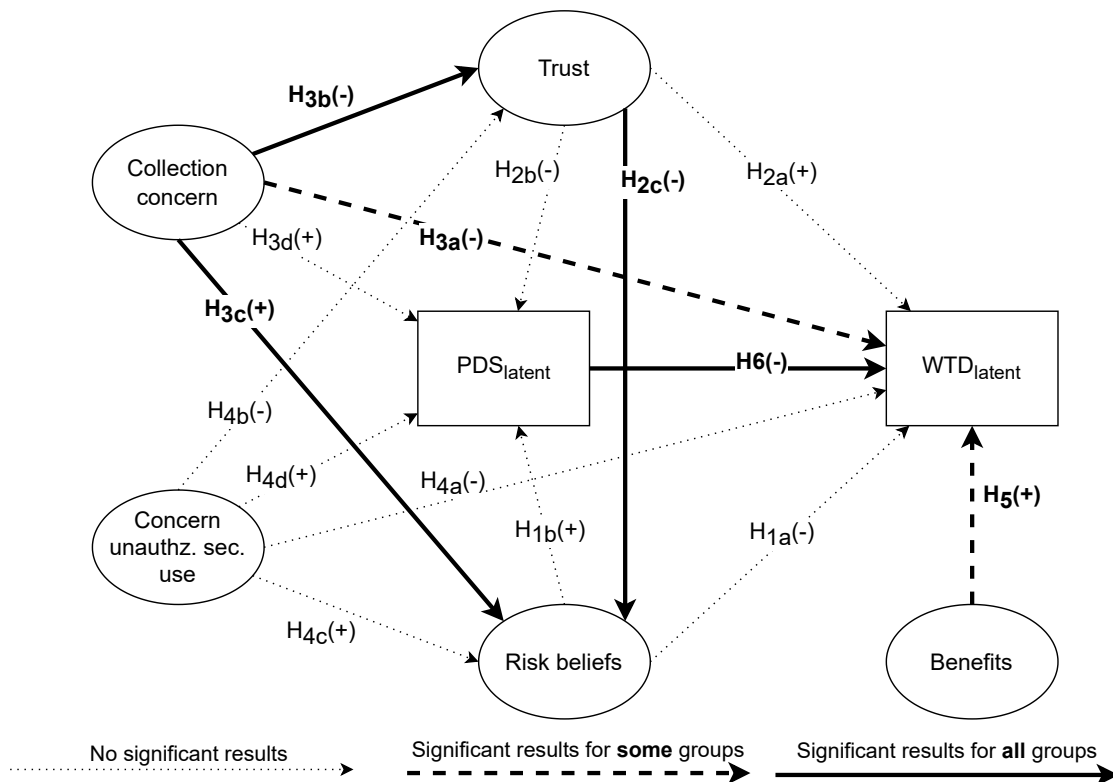 Trust
H3b(-)
Collection
concern
H2b(-)
H2c(-)
H2a(+)
H3d(+)
H3a(-)
H3c(+)
PDSlatent
H6(-)
WTDlatent
H4b(-)
H4d(+)
H4a(-)
H5(+)
Concern
unauthz. sec.
use
H1b(+)
H1a(-)
H4c(+)
Risk beliefs
Benefits
No significant results
Significant results for some groups
Significant results for all groups